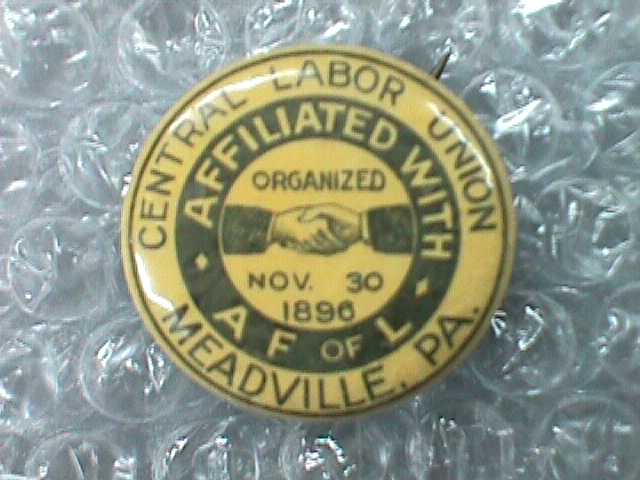 CENTRAL LABOR UNION
AFFILIATED WITH
ORGANIZED
NOV. 30
1896
A F OF L
MEADVILLE, PA.